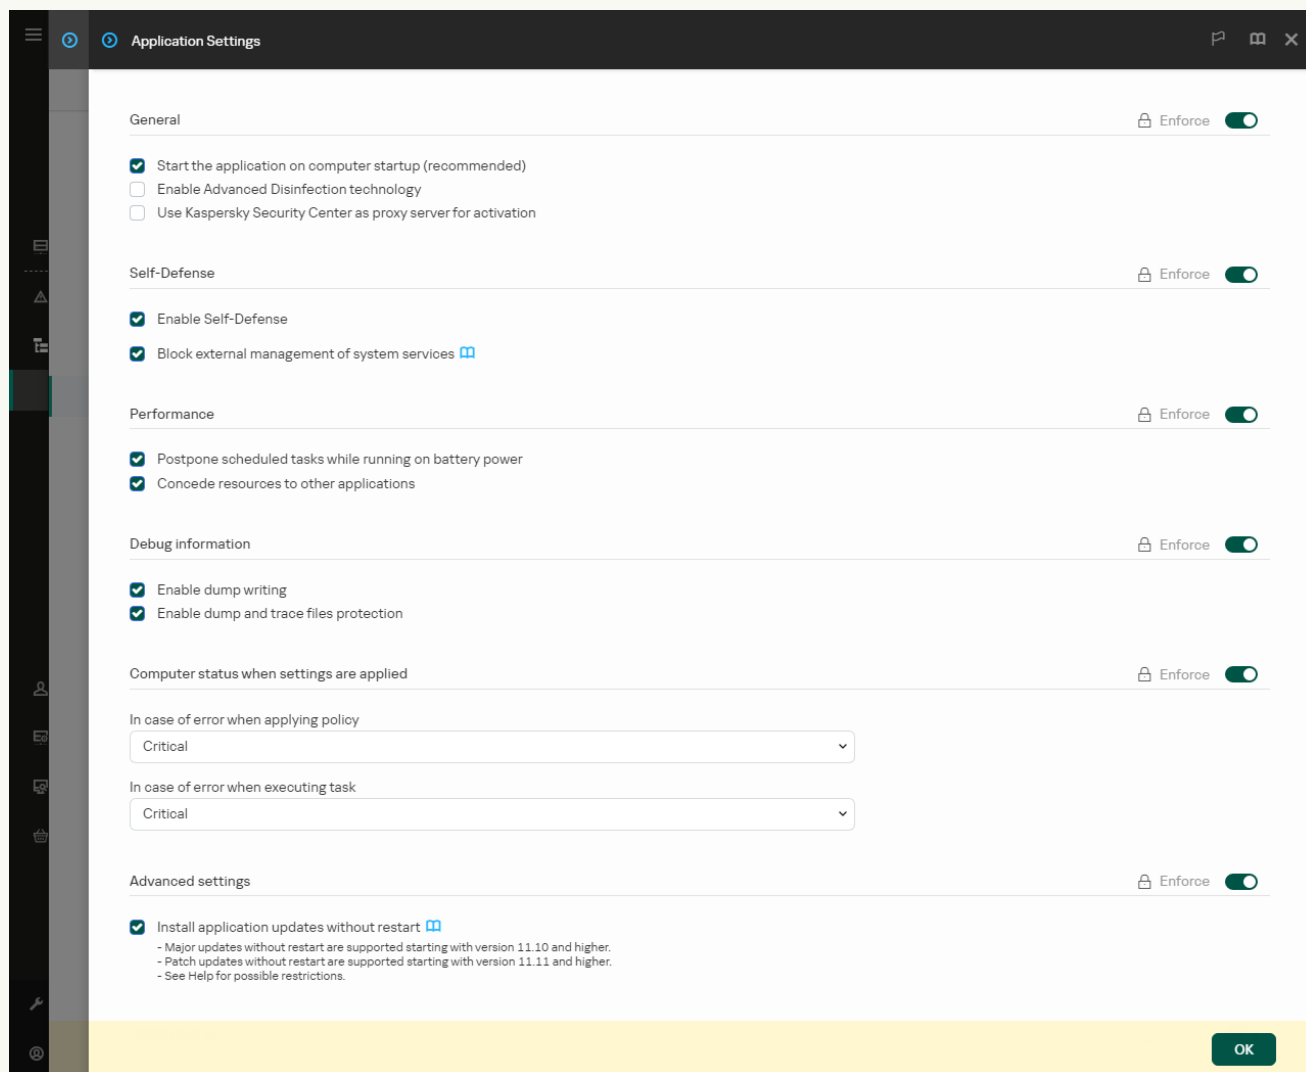 Application Settings
General
Enforce
Start the application on computer startup (recommended)
Enable Advanced Disinfection technology
Use Kaspersky Security Center as proxy server for activation
Self-Defense
Enforce
Enable Self-Defense
Block external management of system services
Performance
Enforce
Postpone scheduled tasks while running on battery power
Concede resources to other applications
Debug information
Enforce
Enable dump writing
Enable dump and trace files protection
Computer status when settings are applied
Enforce
In case of error when applying policy
Critical
In case of error when executing task
Critical
Advanced settings
Enforce
Install application updates without restart
- Major updates without restart are supported starting with version 11.10 and higher.
- Patch updates without restart are supported starting with version 11.11 and higher.
- See Help for possible restrictions.
OK